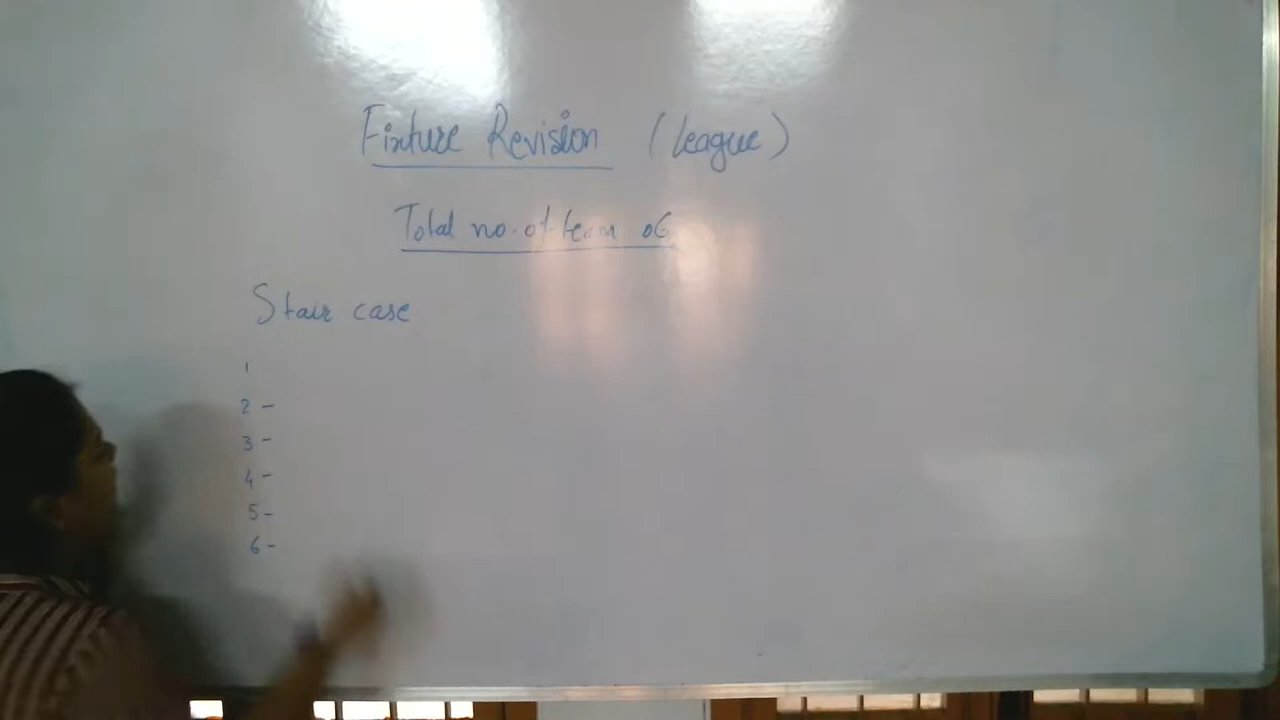 Fixture Revision (League)
Total no. of team 06
Stair case
1
2 -
3 -
4 -
5 -
6 -